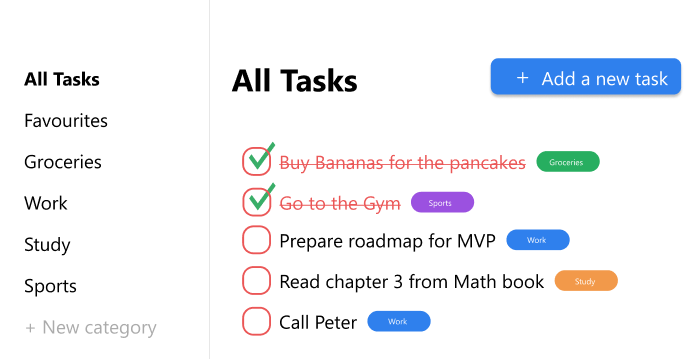 All Tasks
Favourites
Groceries
Work
Study
Sports
+ New category
All Tasks
+ Add a new task
Buy Bananas for the pancakes Groceries
Go to the Gym Sports
Prepare roadmap for MVP Work
Read chapter 3 from Math book Study
Call Peter Work